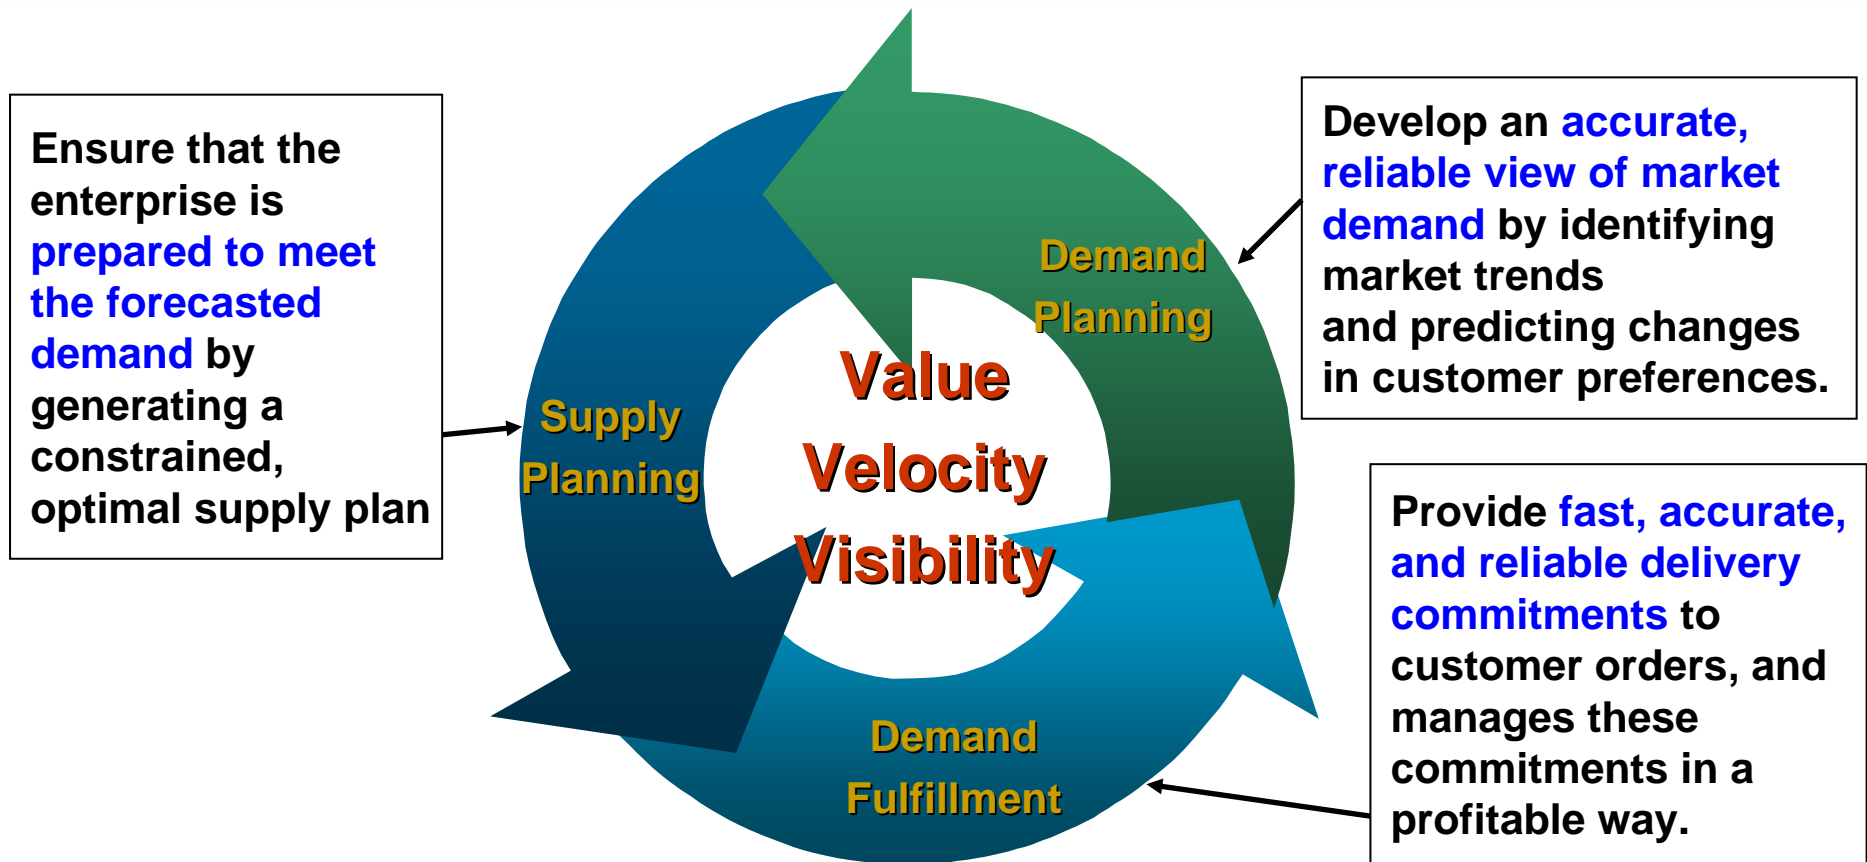 Ensure that the
enterprise is
prepared to meet
the forecasted
demand by
generating a
constrained,
optimal supply plan
Supply
Planning
Value
Velocity
Visibility
Demand
Planning
Demand
Fulfillment
Develop an accurate,
reliable view of market
demand by identifying
market trends
and predicting changes
in customer preferences.
Provide fast, accurate,
and reliable delivery
commitments to
customer orders, and
manages these
commitments in a
profitable way.